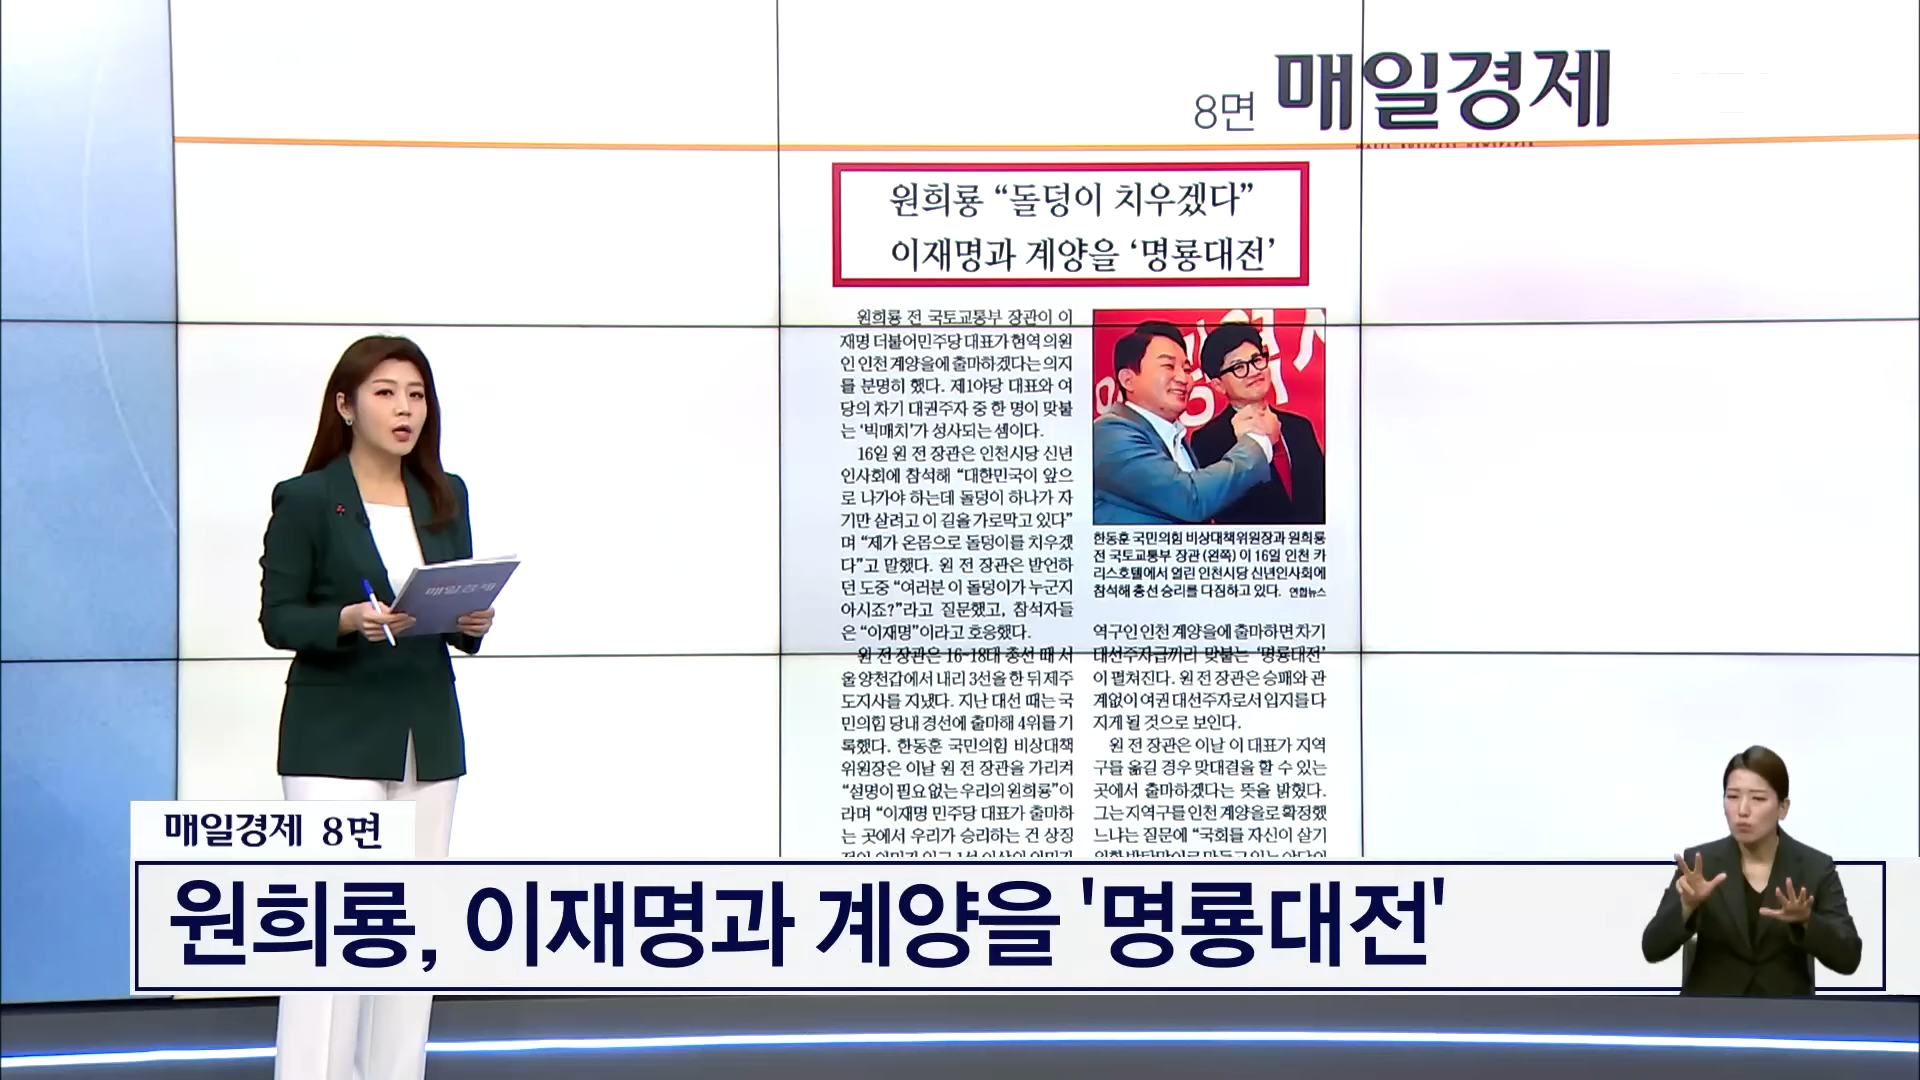 8면 매일경제
MAEIL BUSINESS NEWSPAPER
원희룡 “돌덩이 치우겠다”
이재명과 계양을 ‘명룡대전’
원희룡 전 국토교통부 장관이 이
재명 더불어민주당 대표가 현역 의원
인 인천 계양을에 출마하겠다는 의지
를 분명히 했다. 제1야당 대표와 여
당의 차기 대권주자 중 한 명이 맞붙
는 ‘빅매치’가 성사되는 셈이다.
16일 원 전 장관은 인천시당 신년
인사회에 참석해 “대한민국이 앞으
로 나가야 하는데 돌덩이 하나가 자
기만 살려고 이 길을 가로막고 있다”
며 “제가 온몸으로 돌덩이를 치우겠
다”고 말했다. 원 전 장관은 발언하
던 도중 “여러분 이 돌덩이가 누군지
아시죠?”라고 질문했고, 참석자들
은 “이재명”이라고 호응했다.
원 전 장관은 16~18대 총선 때 서
울 양천갑에서 내리 3선을 한 뒤 제주
도지사를 지냈다. 지난 대선 때는 국
민의힘 당내 경선에 출마해 4위를 기
록했다. 한동훈 국민의힘 비상대책
위원장은 이날 원 전 장관을 가리켜
“설명이 필요 없는 우리의 원희룡”이
라며 “이재명 민주당 대표가 출마하
는 곳에서 우리가 승리하는 건 상징
한동훈 국민의힘 비상대책위원장과 원희룡
전 국토교통부 장관(왼쪽)이 16일 인천 카
리스호텔에서 열린 인천시당 신년인사회에
참석해 총선 승리를 다짐하고 있다. 연합뉴스
역구인 인천 계양을에 출마하면 차기
대선주자급끼리 맞붙는 ‘명룡대전’
이 펼쳐진다. 원 전 장관은 승패와 관
계없이 여권 대선주자로서 입지를 다
지게 될 것으로 보인다.
원 전 장관은 이날 이 대표가 지역
구를 옮길 경우 맞대결을 할 수 있는
곳에서 출마하겠다는 뜻을 밝혔다.
그는 지역구를 인천 계양을로 확정했
느냐는 질문에 “국회를 자신이 살기
매일경제
매일경제 8면
원희룡, 이재명과 계양을 '명룡대전'